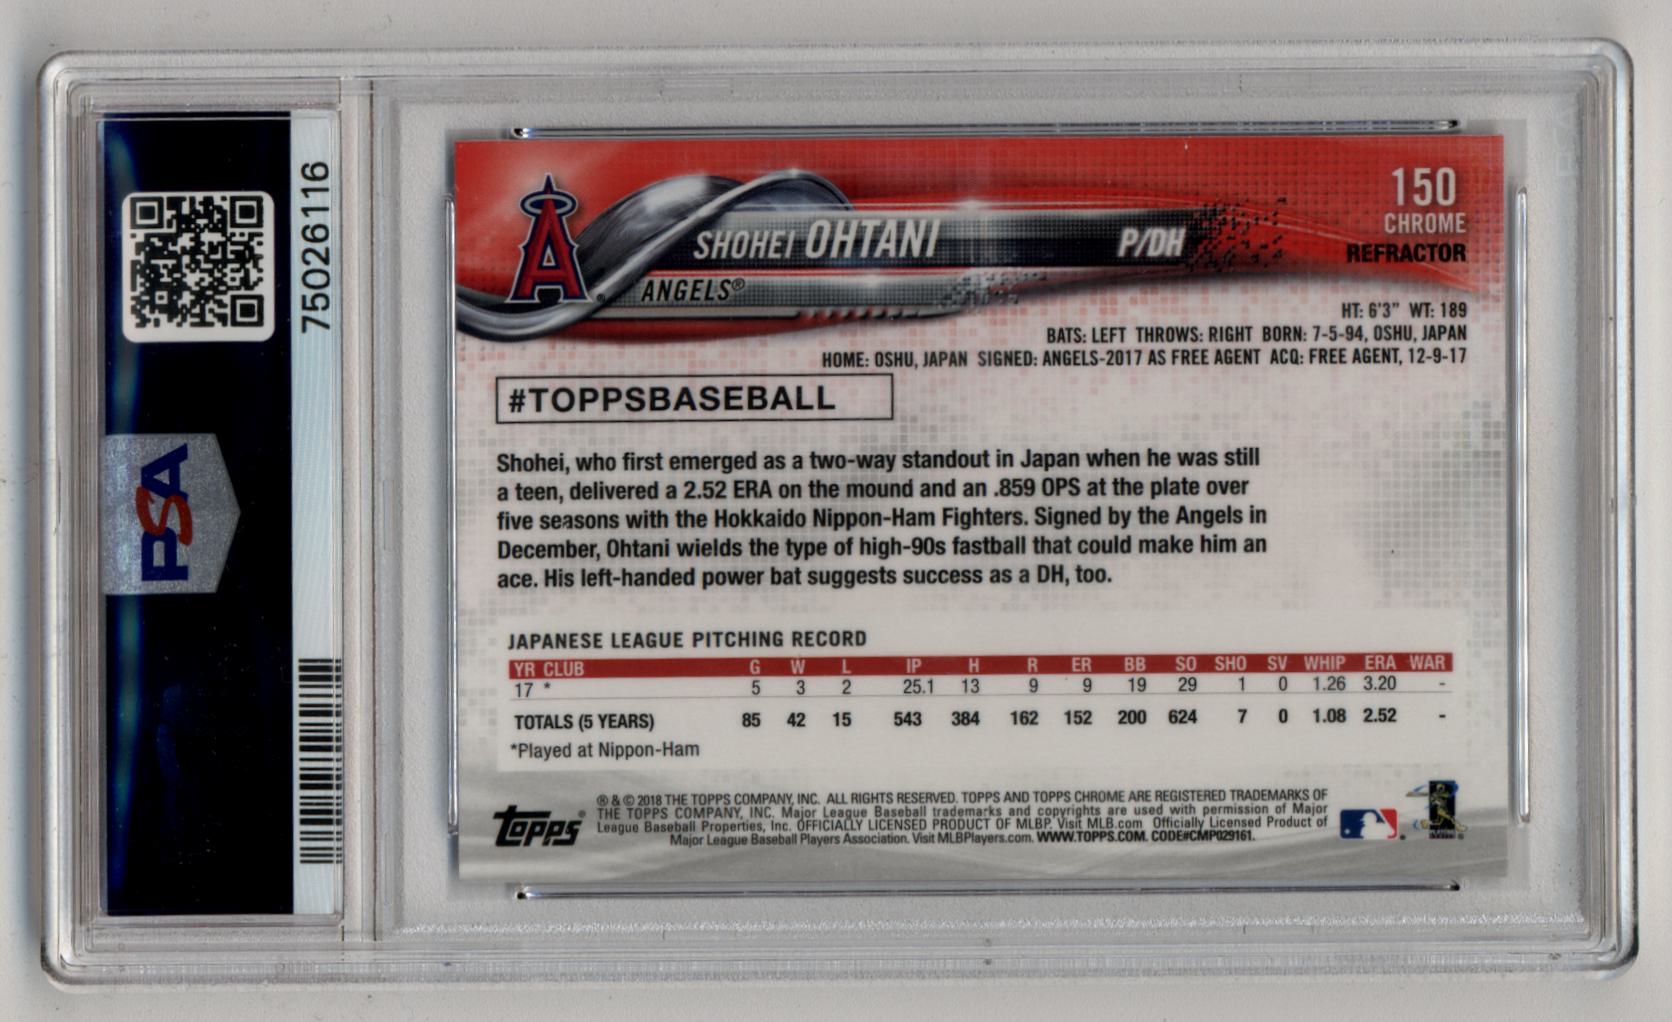 75026116
PSA
150
CHROME
REFRACTOR
A
SHOHEI OHTANI P/DH
ANGELS®
HT: 6'3" WT: 189
BATS: LEFT THROWS: RIGHT BORN: 7-5-94, OSHU, JAPAN
HOME: OSHU, JAPAN SIGNED: ANGELS-2017 AS FREE AGENT ACQ: FREE AGENT, 12-9-17
#TOPPSBASEBALL
Shohei, who first emerged as a two-way standout in Japan when he was still
a teen, delivered a 2.52 ERA on the mound and an .859 OPS at the plate over
five seasons with the Hokkaido Nippon-Ham Fighters. Signed by the Angels in
December, Ohtani wields the type of high-90s fastball that could make him an
ace. His left-handed power bat suggests success as a DH, too.
JAPANESE LEAGUE PITCHING RECORD
YR CLUB G W L IP H R ER BB SO SHO SV WHIP ERA WAR
17 * 5 3 2 25.1 13 9 9 19 29 1 0 1.26 3.20 -
TOTALS (5 YEARS) 85 42 15 543 384 162 152 200 624 7 0 1.08 2.52 -
*Played at Nippon-Ham
topps®
® & © 2018 THE TOPPS COMPANY, INC. ALL RIGHTS RESERVED. TOPPS AND TOPPS CHROME ARE REGISTERED TRADEMARKS OF
THE TOPPS COMPANY, INC. Major League Baseball trademarks and copyrights are used with permission of Major
League Baseball Properties, Inc. OFFICIALLY LICENSED PRODUCT OF MLBP. Visit MLB.com Officially Licensed Product of
Major League Baseball Players Association. Visit MLBPlayers.com. WWW.TOPPS.COM. CODE#CMP029161.